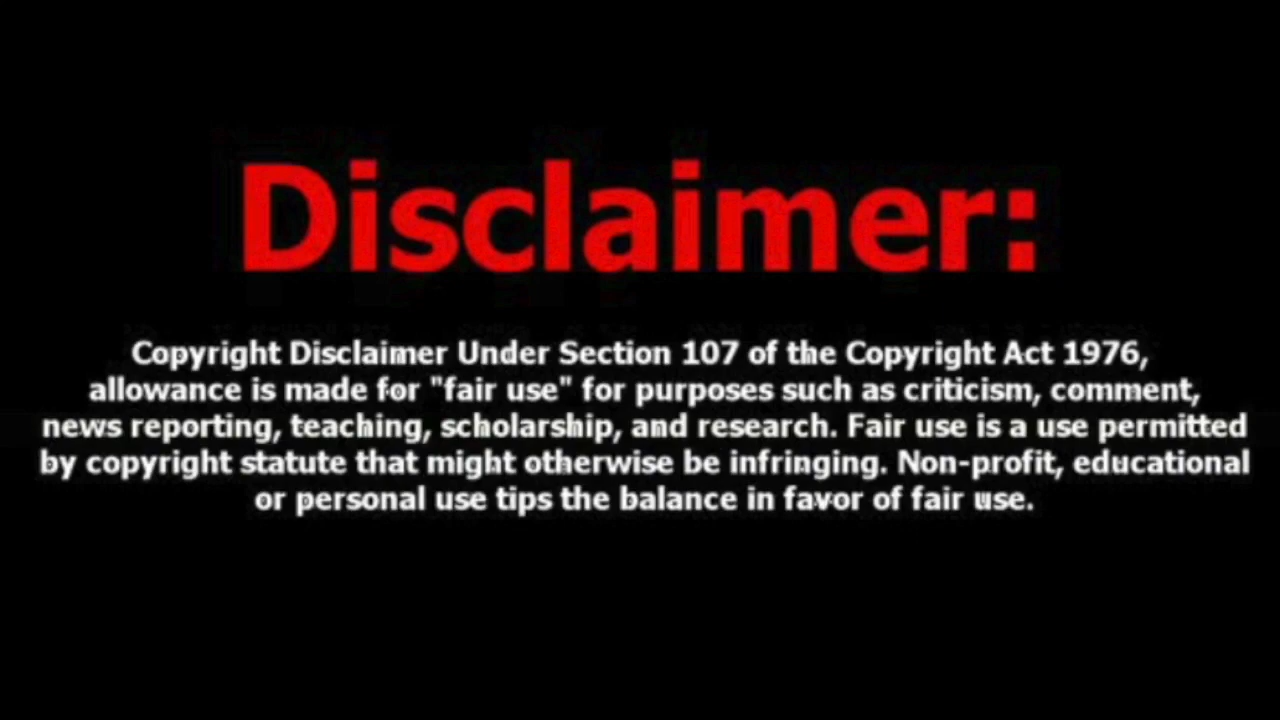 Disclaimer:
Copyright Disclaimer Under Section 107 of the Copyright Act 1976,
allowance is made for "fair use" for purposes such as criticism, comment,
news reporting, teaching, scholarship, and research. Fair use is a use permitted
by copyright statute that might otherwise be infringing. Non-profit, educational
or personal use tips the balance in favor of fair use.